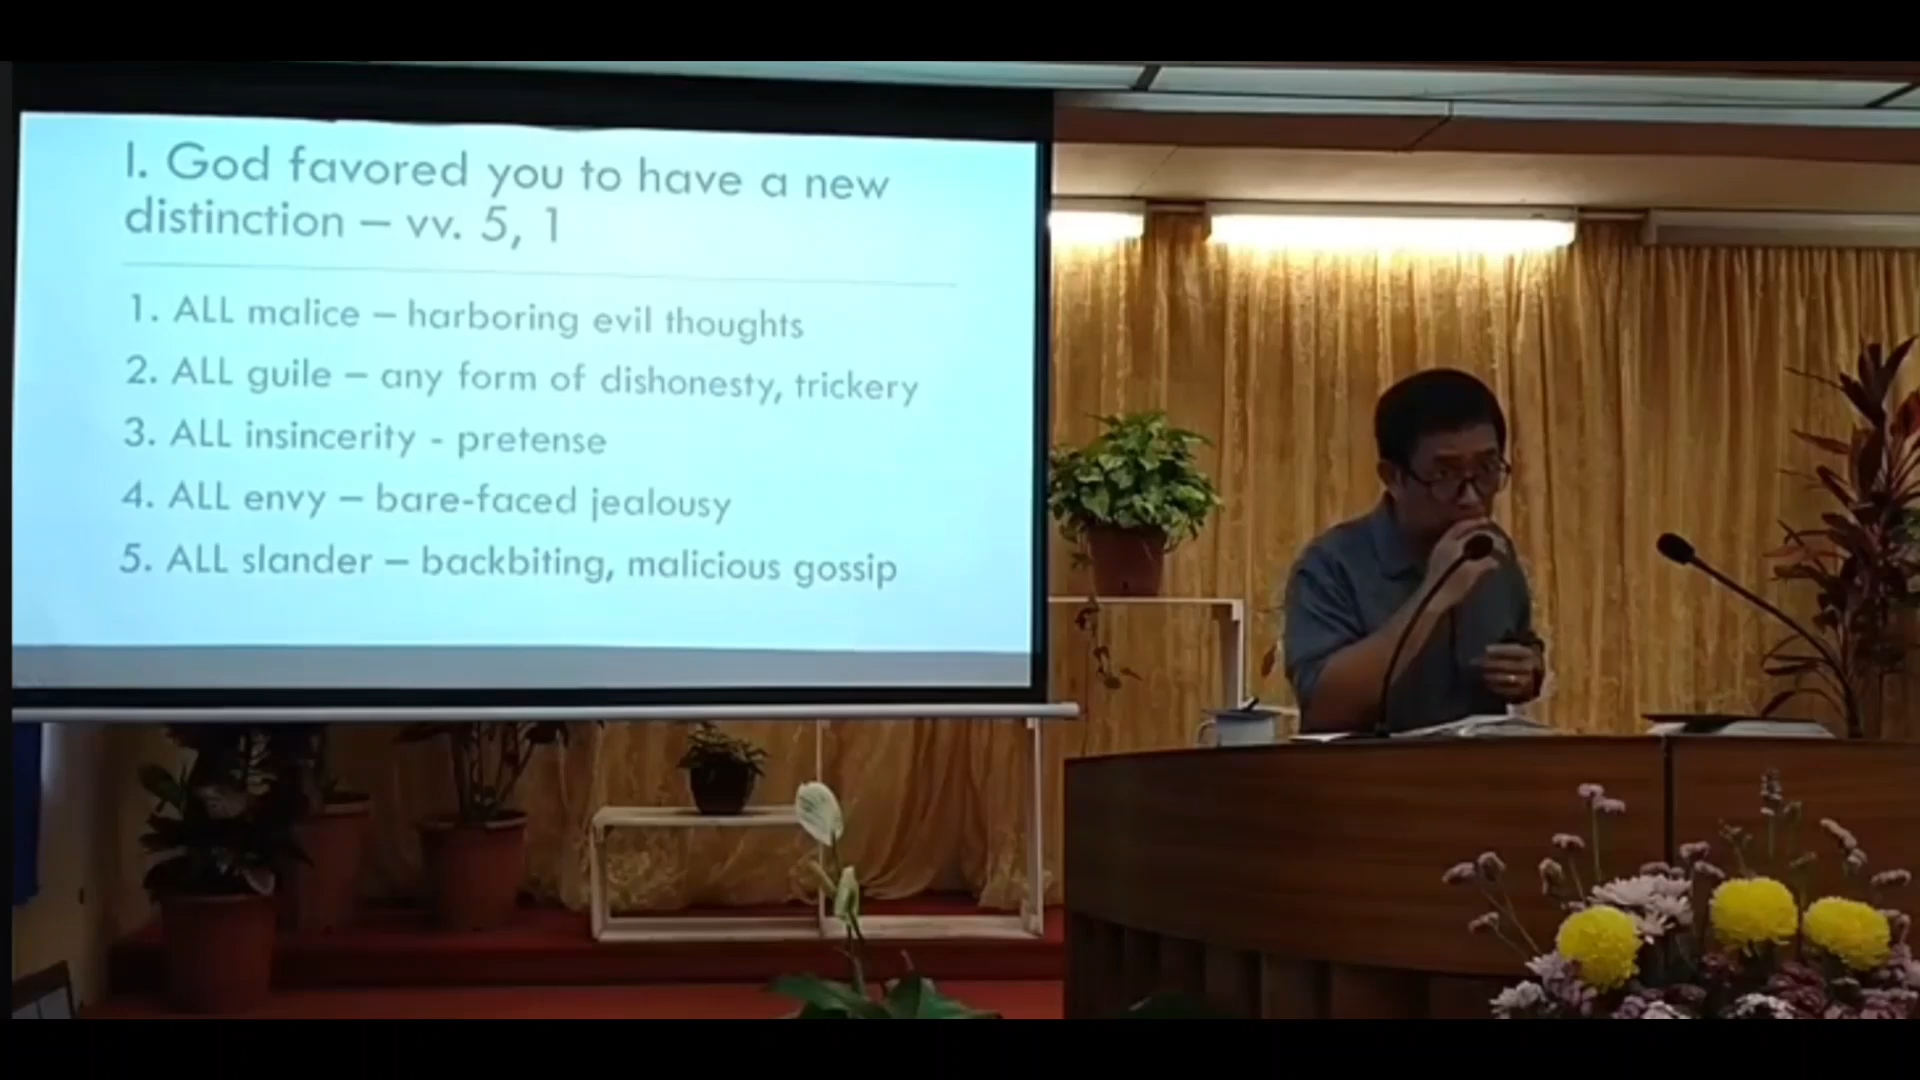 I. God favored you to have a new
distinction – vv. 5, 1
1. ALL malice – harboring evil thoughts
2. ALL guile – any form of dishonesty, trickery
3. ALL insincerity - pretense
4. ALL envy – bare-faced jealousy
5. ALL slander – backbiting, malicious gossip